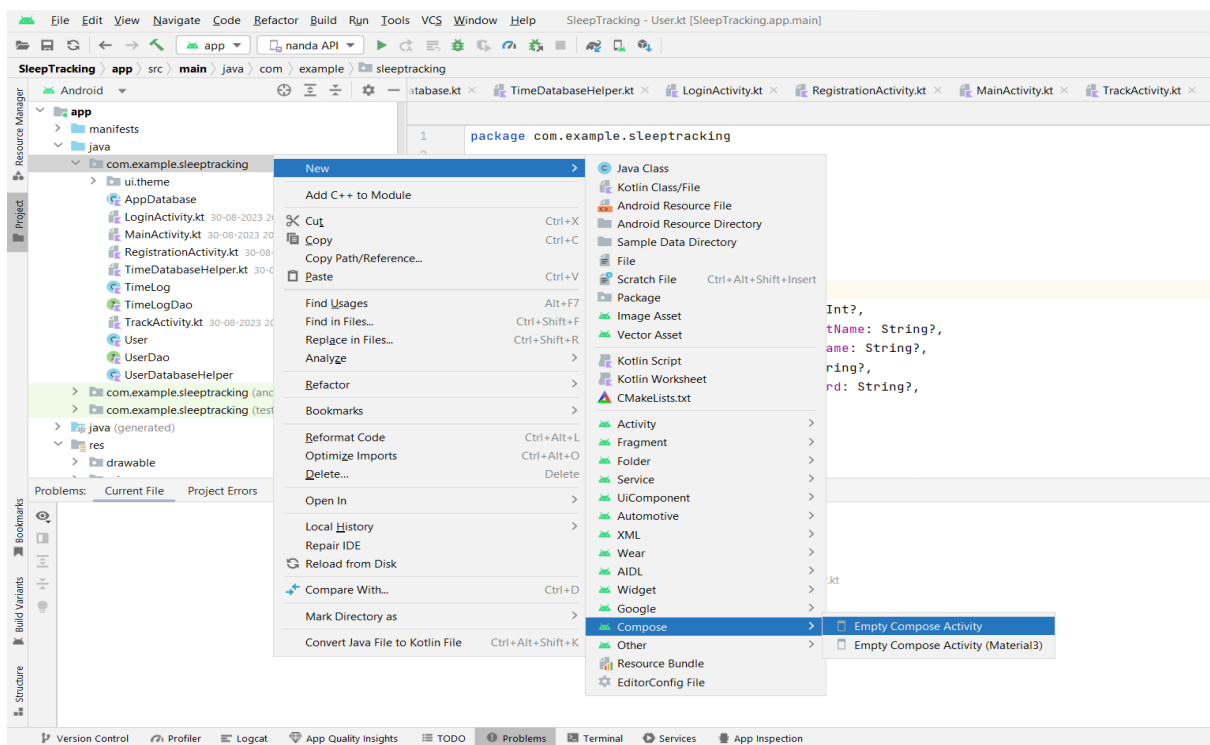 File Edit View Navigate Code Refactor Build Run Tools VCS Window Help SleepTracking - User.kt [SleepTracking.app.main]
app nanda API
SleepTracking app src main java com example sleeptracking
Android atabase.kt TimeDatabaseHelper.kt LoginActivity.kt RegistrationActivity.kt MainActivity.kt TrackActivity.kt
Resource Manager
Project
Bookmarks
Build Variants
Structure
app
manifests
java
com.example.sleeptracking
ui.theme
AppDatabase
LoginActivity.kt 30-08-2023 20
MainActivity.kt 30-08-2023 20
RegistrationActivity.kt 30-08-
TimeDatabaseHelper.kt 30-0
TimeLog
TimeLogDao
TrackActivity.kt 30-08-2023 20
User
UserDao
UserDatabaseHelper
com.example.sleeptracking (and
com.example.sleeptracking (test
java (generated)
res
drawable
1 package com.example.sleeptracking
Int?,
tName: String?,
ame: String?,
ring?,
rd: String?,
.kt
New
Add C++ to Module
Cut Ctrl+X
Copy Ctrl+C
Copy Path/Reference...
Paste Ctrl+V
Find Usages Alt+F7
Find in Files... Ctrl+Shift+F
Replace in Files... Ctrl+Shift+R
Analyze
Refactor
Bookmarks
Reformat Code Ctrl+Alt+L
Optimize Imports Ctrl+Alt+O
Delete... Delete
Open In
Local History
Repair IDE
Reload from Disk
Compare With... Ctrl+D
Mark Directory as
Convert Java File to Kotlin File Ctrl+Alt+Shift+K
Java Class
Kotlin Class/File
Android Resource File
Android Resource Directory
Sample Data Directory
File
Scratch File Ctrl+Alt+Shift+Insert
Package
Image Asset
Vector Asset
Kotlin Script
Kotlin Worksheet
CMakeLists.txt
Activity
Fragment
Folder
Service
UiComponent
Automotive
XML
Wear
AIDL
Widget
Google
Compose
Other
Resource Bundle
EditorConfig File
Empty Compose Activity
Empty Compose Activity (Material3)
Problems: Current File Project Errors
Version Control Profiler Logcat App Quality Insights TODO Problems Terminal Services App Inspection